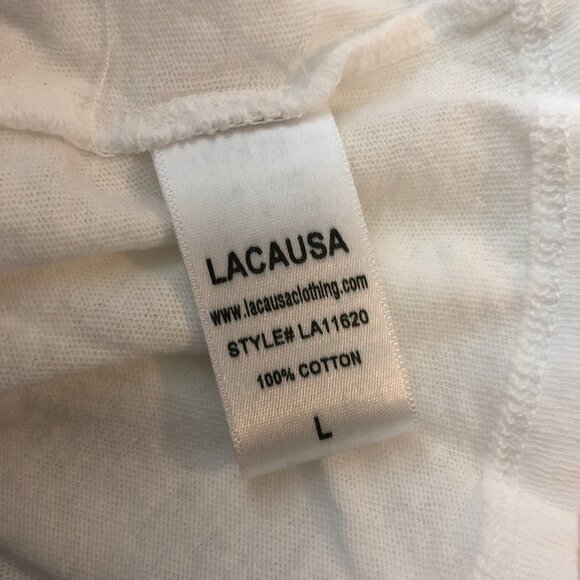 LACAUSA
www.lacausaclothing.com
STYLE# LA11620
100% COTTON
L